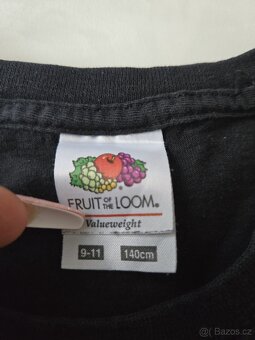 FRUIT OF THE LOOM®
Valueweight
9-11 140cm
Bazos.cz